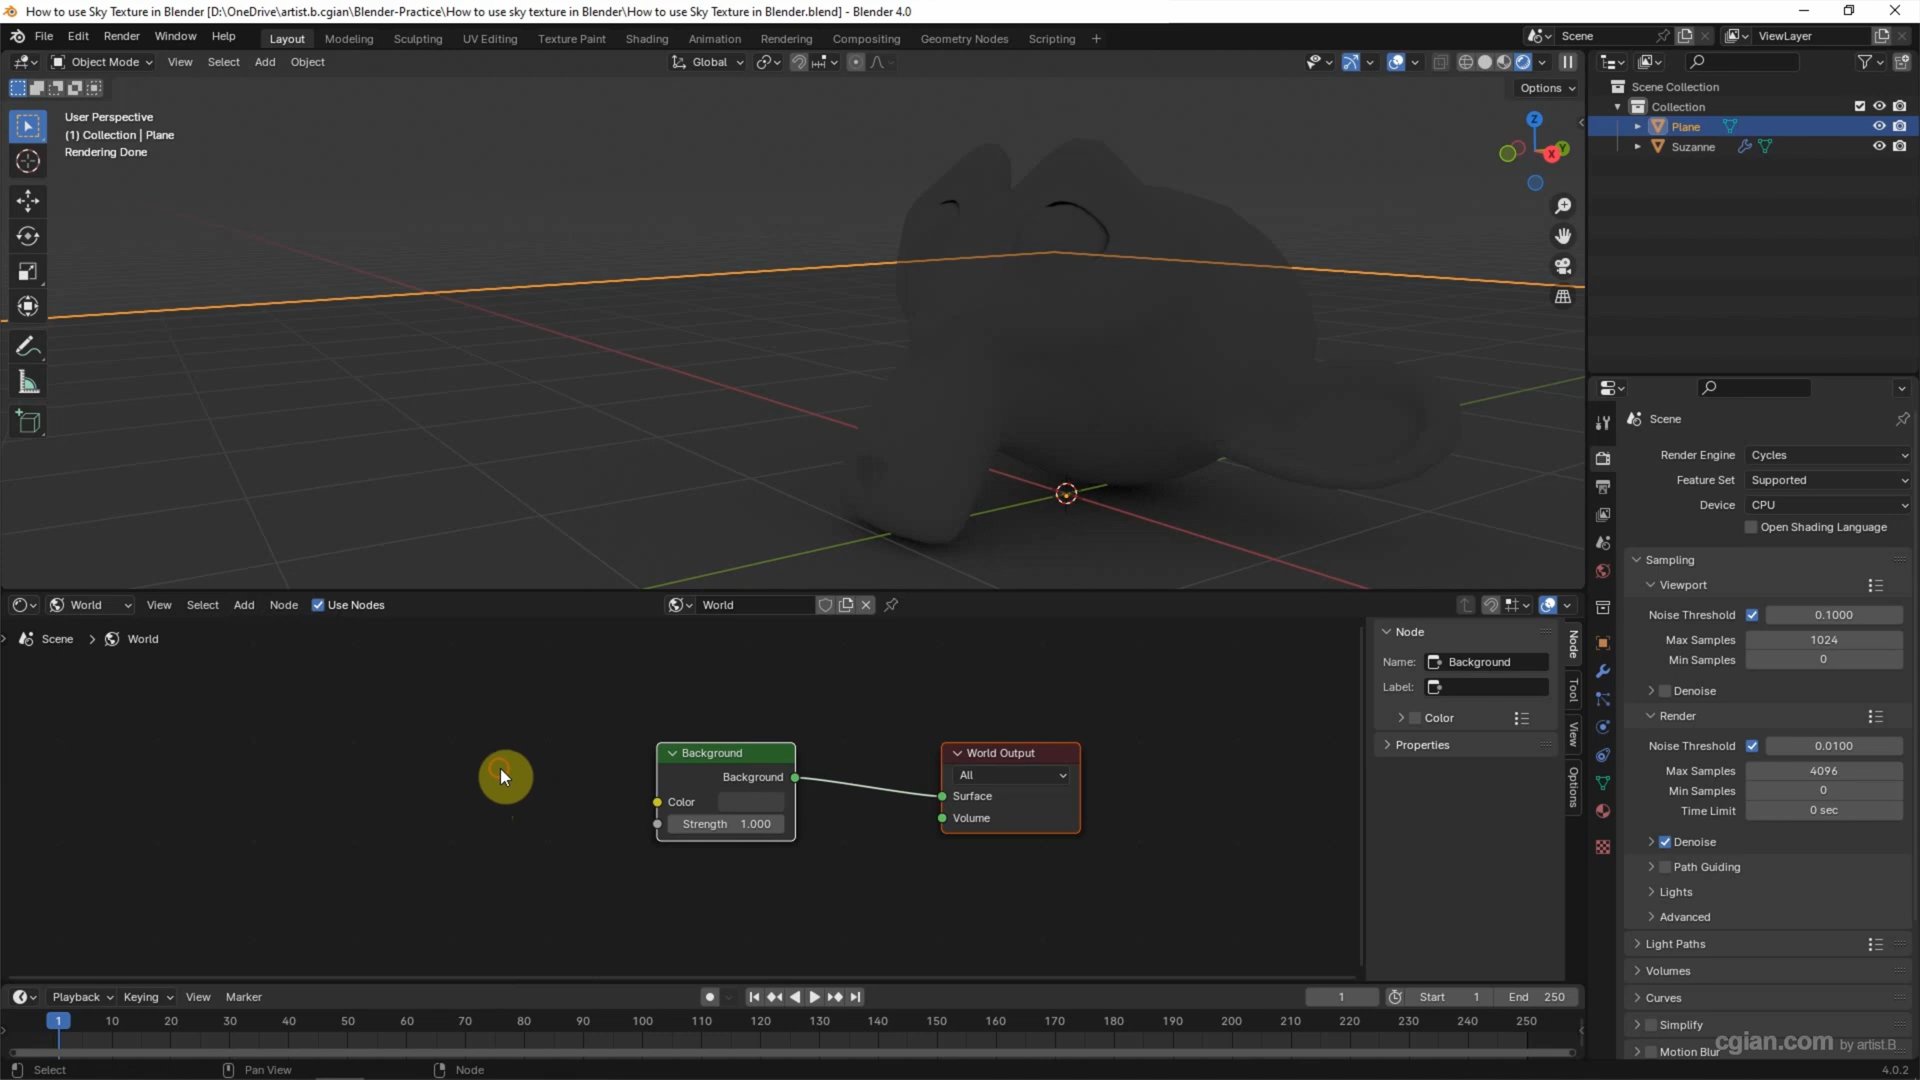 How to use Sky Texture in Blender [D:\OneDrive\artist.b.cgian\Blender-Practice\How to use sky texture in Blender\How to use Sky Texture in Blender.blend] - Blender 4.0
File Edit Render Window Help Layout Modeling Sculpting UV Editing Texture Paint Shading Animation Rendering Compositing Geometry Nodes Scripting + Scene ViewLayer
Object Mode View Select Add Object Global
Options
User Perspective
(1) Collection | Plane
Rendering Done
Z
Y
X
Scene Collection
Collection
Plane
Suzanne
Scene
Render Engine Cycles
Feature Set Supported
Device CPU
Open Shading Language
Sampling
Viewport
Noise Threshold 0.1000
Max Samples 1024
Min Samples 0
Denoise
Render
Noise Threshold 0.0100
Max Samples 4096
Min Samples 0
Time Limit 0 sec
Denoise
Path Guiding
Lights
Advanced
Light Paths
Volumes
Curves
Simplify
Motion Blur
World View Select Add Node Use Nodes World
Scene > World
Background
Background
Color
Strength 1.000
World Output
All
Surface
Volume
Node
Name: Background
Label:
Color
Properties
Node
Tool
View
Options
Playback Keying View Marker 1 Start 1 End 250
1 10 20 30 40 50 60 70 80 90 100 110 120 130 140 150 160 170 180 190 200 210 220 230 240 250
Select Pan View Node 4.0.2
cgian.com by artist.B...